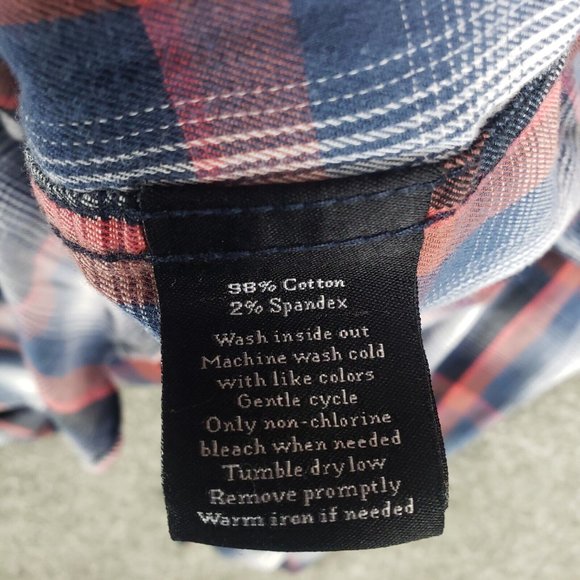 98% Cotton
2% Spandex
Wash inside out
Machine wash cold
with like colors
Gentle cycle
Only non-chlorine
bleach when needed
Tumble dry low
Remove promptly
Warm iron if needed